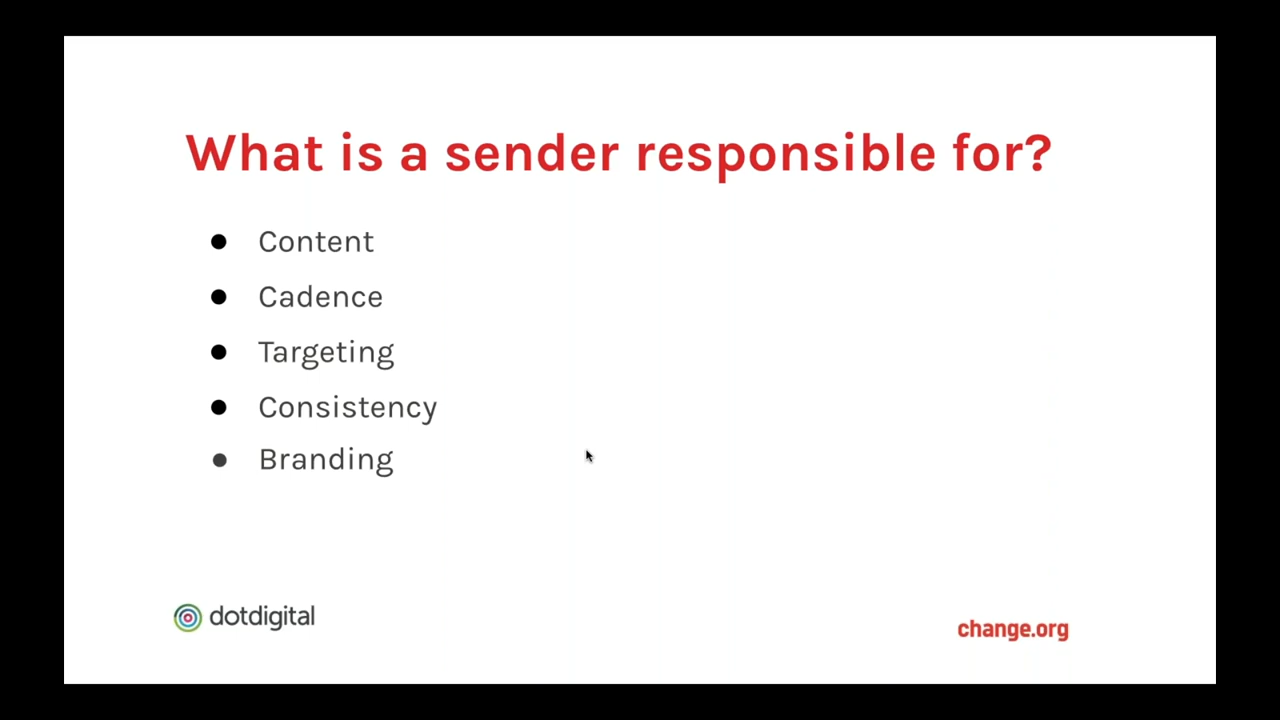 What is a sender responsible for?
● Content
● Cadence
● Targeting
● Consistency
● Branding
dotdigital
change.org